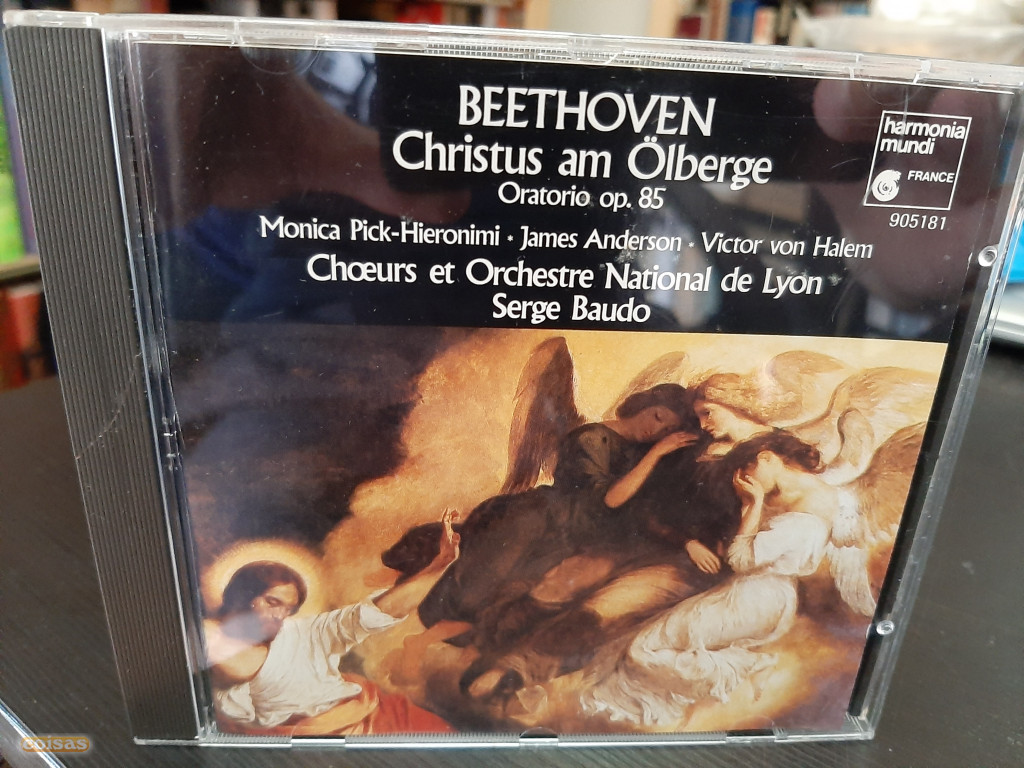 BEETHOVEN
Christus am Ölberge
Oratorio op. 85
Monica Pick-Hieronimi • James Anderson • Victor von Halem
Chœurs et Orchestre National de Lyon
Serge Baudo
harmonia
mundi
FRANCE
905181
coisas